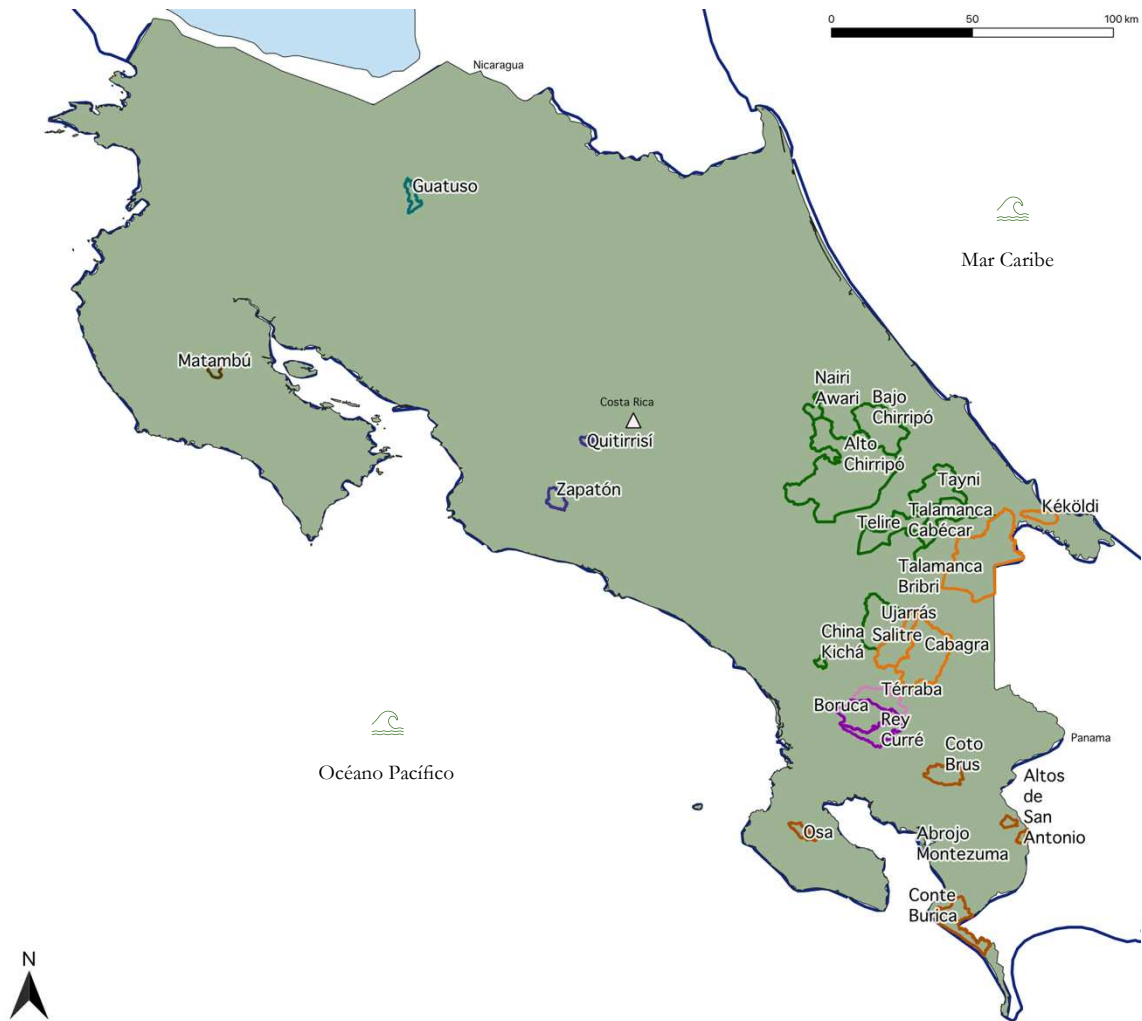 0 50 100 km
Nicaragua
Guatuso
Mar Caribe
Matambú
Nairi
Awari
Bajo
Chirripó
Costa Rica
Quitirrisí
Alto
Chirripó
Zapatón
Tayni
Kéköldi
Talamanca
Cabécar
Telire
Talamanca
Bribri
Ujarrás
China
Kichá
Salitre
Cabagra
Térraba
Boruca
Rey
Curré
Panama
Coto
Brus
Océano Pacífico
Altos
de
San
Antonio
Osa
Abrojo
Montezuma
Conte
Burica
N